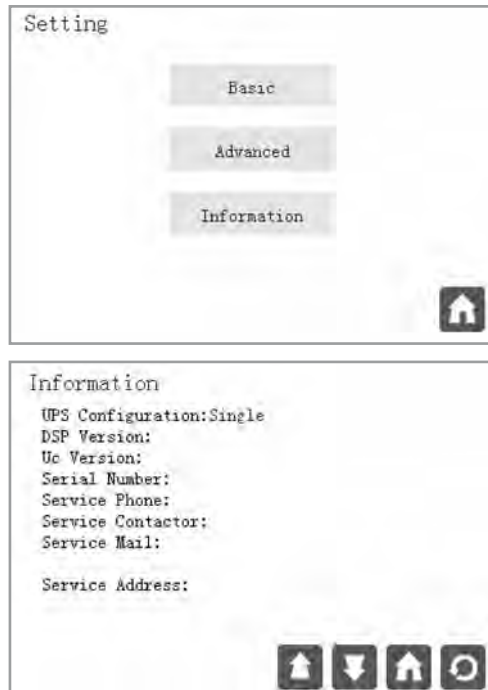 Setting
Basic
Advanced
Information
Information
UPS Configuration:Single
DSP Version:
Uc Version:
Serial Number:
Service Phone:
Service Contactor:
Service Mail:
Service Address: